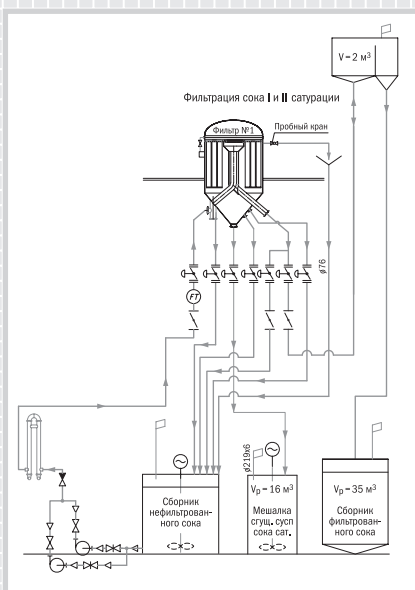 V=2 м³
Фильтрация сока I и II сатурации
Фильтр №1
Пробный кран
ø76
FT
ø219x6
Vр=16 м³
Vр=35 м³
Сборник
нефильтрован-
ного сока
Мешалка
сгущ. сусп
сока сат.
Сборник
фильтрован-
ного сока